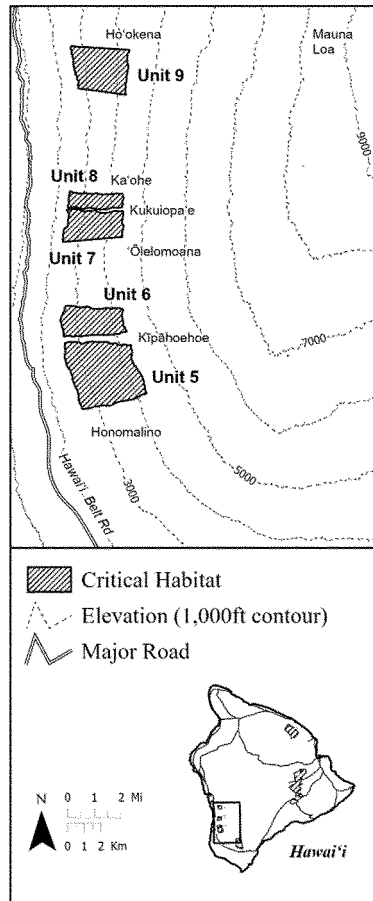 Ho'okena
Mauna
Loa
Unit 9
9000
Unit 8
Ka'ohe
Kukuiopa'e
Unit 7
'Ōlelomoana
Unit 6
Kīpāhoehoe
7000
Unit 5
Honomalino
Hawai'i Belt Rd
3000
5000
Critical Habitat
Elevation (1,000ft contour)
Major Road
N
0 1 2 Mi
0 1 2 Km
Hawai'i